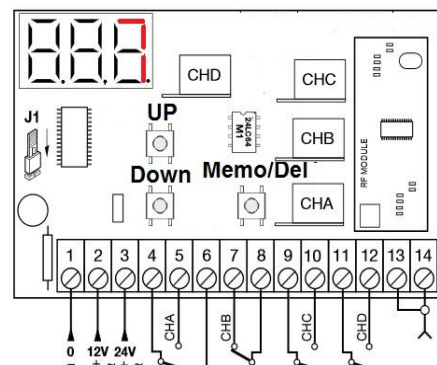 CHD
CHC
J1
UP
24LC64
M1
CHB
RF MODULE
Down
Memo/Del
CHA
1 2 3 4 5 6 7 8 9 10 11 12 13 14
CHA
CHB
CHC
CHD
0 12V 24V
- + ~ + ~